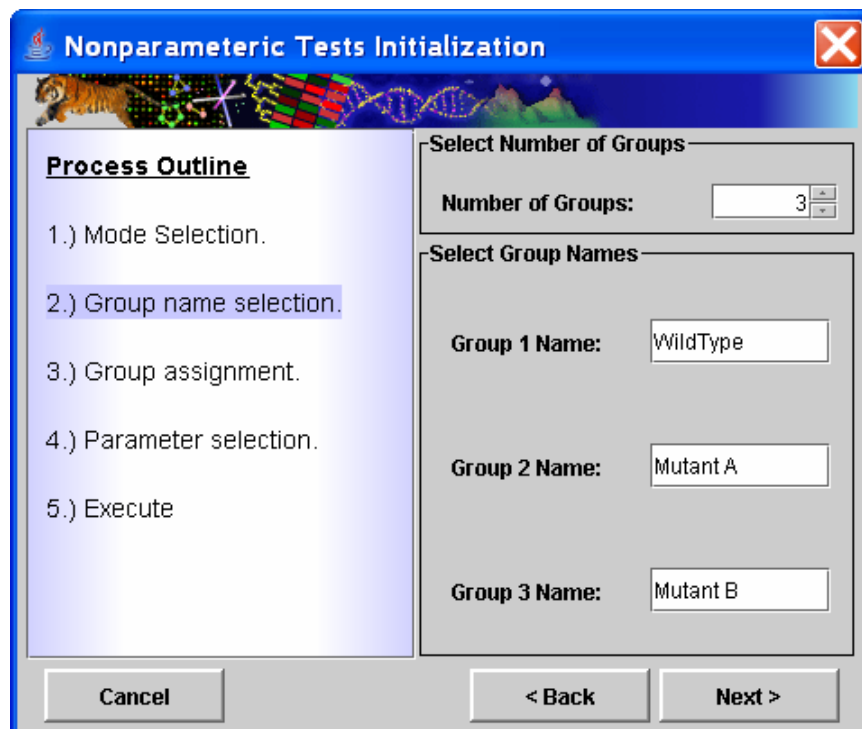 Nonparameteric Tests Initialization
Process Outline
1.) Mode Selection.
2.) Group name selection.
3.) Group assignment.
4.) Parameter selection.
5.) Execute
Select Number of Groups
Number of Groups: 3
Select Group Names
Group 1 Name: WildType
Group 2 Name: Mutant A
Group 3 Name: Mutant B
Cancel
< Back
Next >